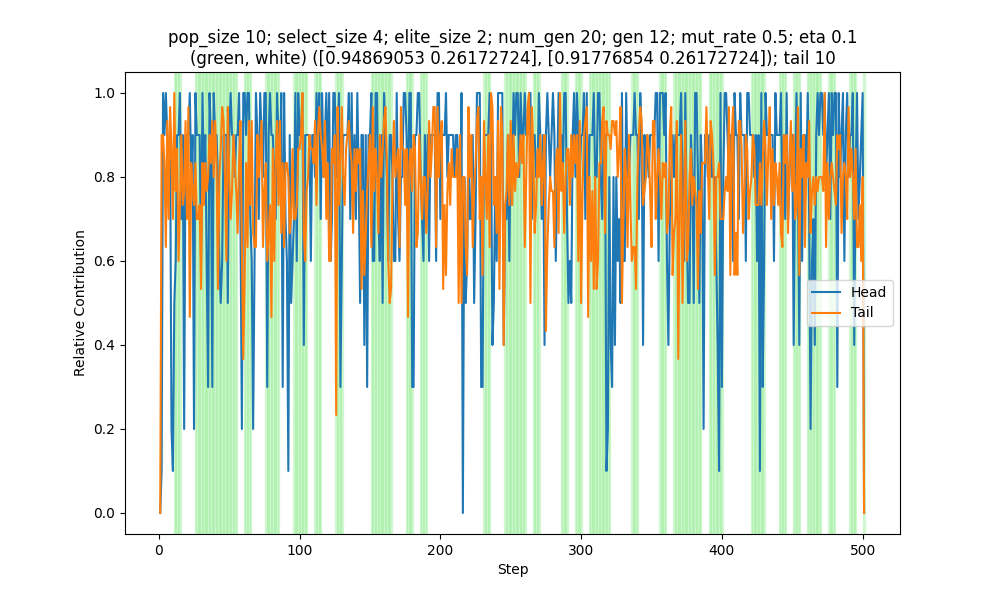 pop_size 10; select_size 4; elite_size 2; num_gen 20; gen 12; mut_rate 0.5; eta 0.1
(green, white) ([0.94869053 0.26172724], [0.91776854 0.26172724]); tail 10
1.0
0.8
0.6
0.4
0.2
0.0
Relative Contribution
Head
Tail
0
100
200
300
400
500
Step